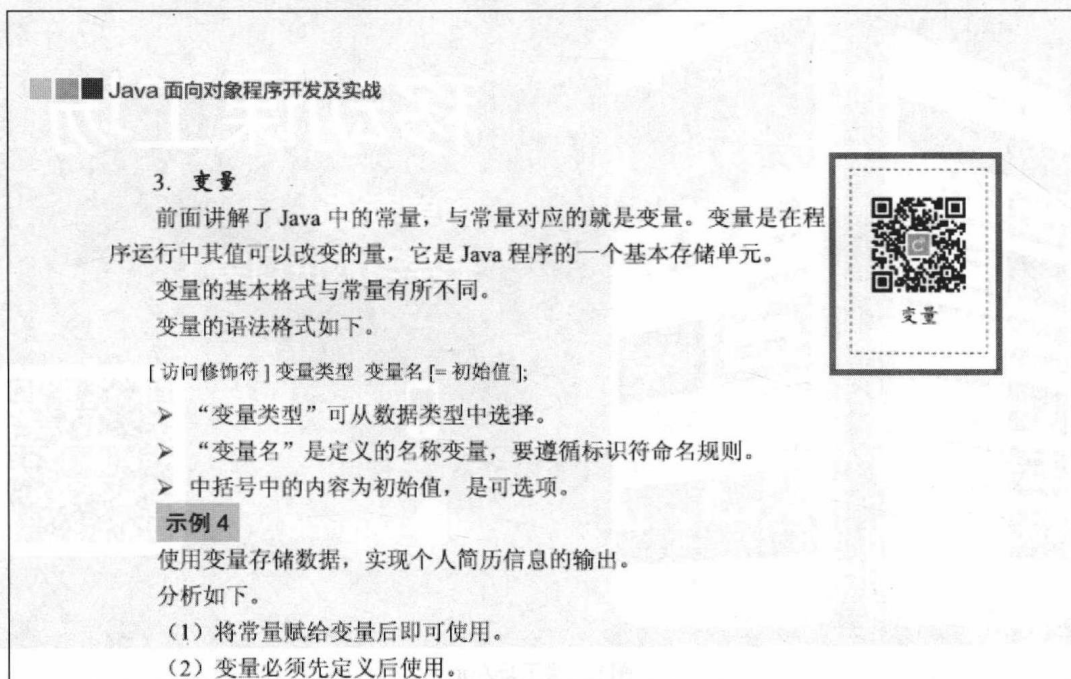 Java 面向对象程序开发及实战
3. 变量
前面讲解了 Java 中的常量，与常量对应的就是变量。变量是在程
序运行中其值可以改变的量，它是 Java 程序的一个基本存储单元。
变量的基本格式与常量有所不同。
变量的语法格式如下。
[ 访问修饰符 ] 变量类型 变量名 [= 初始值 ];
➢ “变量类型”可从数据类型中选择。
➢ “变量名”是定义的名称变量，要遵循标识符命名规则。
➢ 中括号中的内容为初始值，是可选项。
示例 4
使用变量存储数据，实现个人简历信息的输出。
分析如下。
（1）将常量赋给变量后即可使用。
（2）变量必须先定义后使用。
变量